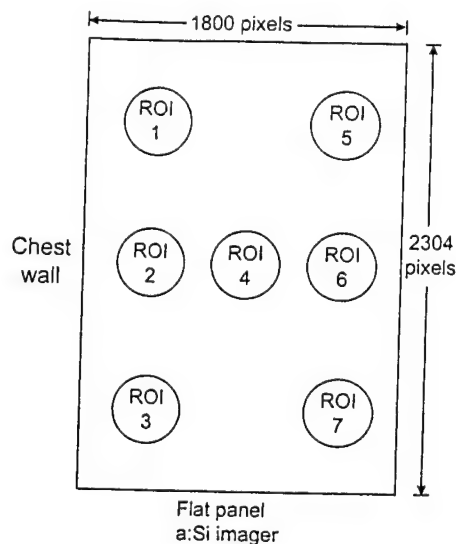 1800 pixels
ROI
1
ROI
5
Chest
wall
ROI
2
ROI
4
ROI
6
2304
pixels
ROI
3
ROI
7
Flat panel
a:Si imager